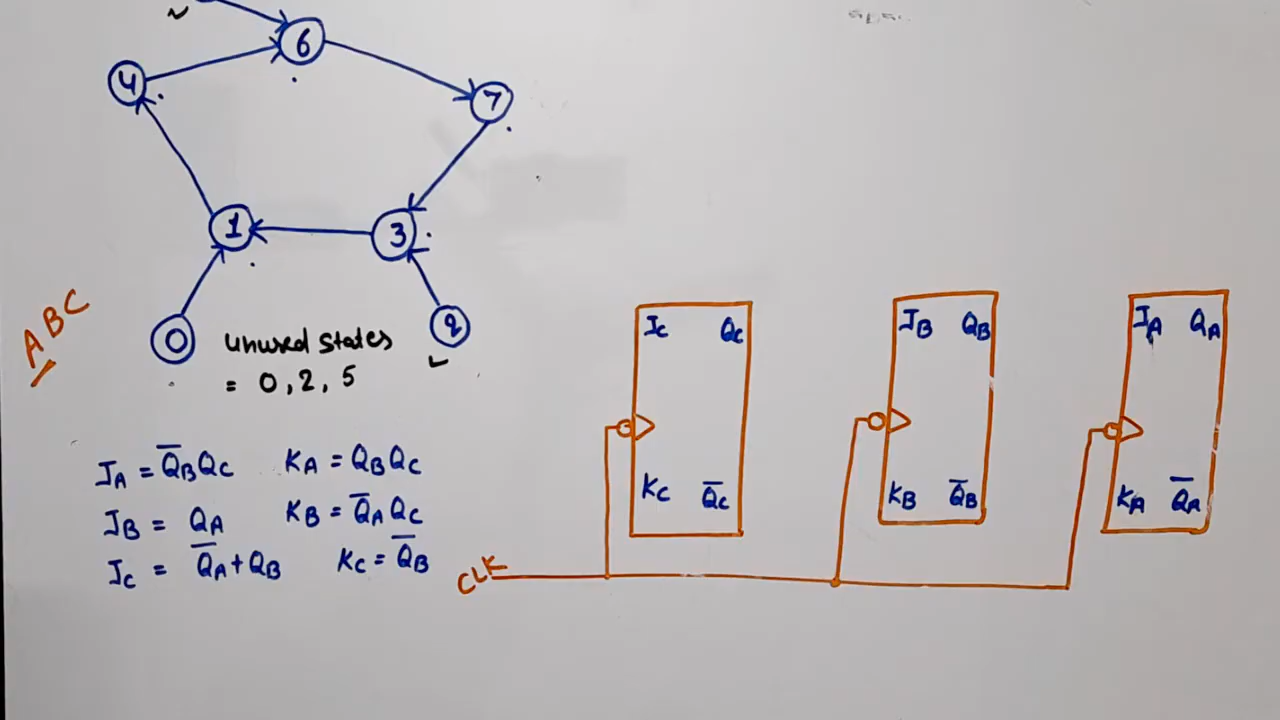 6
4
7
1
3
0
2
ABC
Unused states
= 0, 2, 5
J_A = Q̅_B Q_C K_A = Q_B Q_C
J_B = Q_A K_B = Q̅_A Q_C
J_C = Q̅_A + Q_B K_C = Q̅_B
J_C Q_C
K_C Q̅_C
J_B Q_B
K_B Q̅_B
J_A Q_A
K_A Q̅_A
CLK